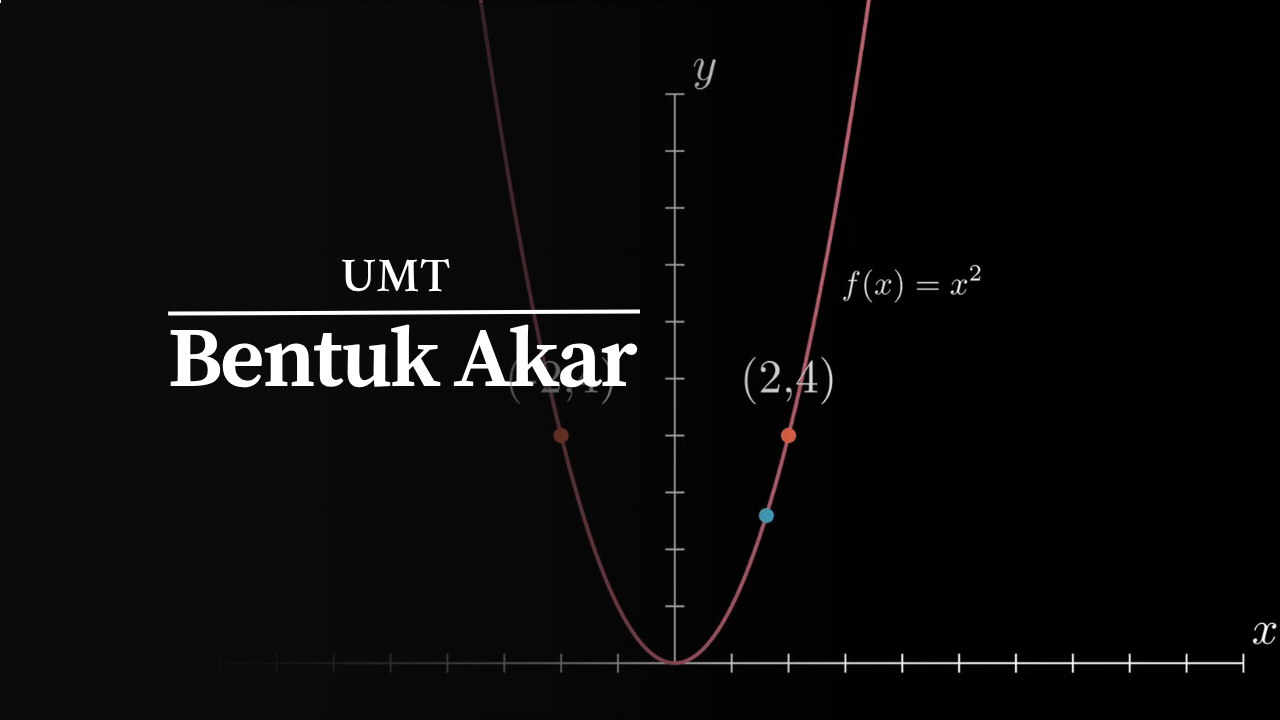 y
UMT
f(x) = x²
Bentuk Akar
(2,4)
x